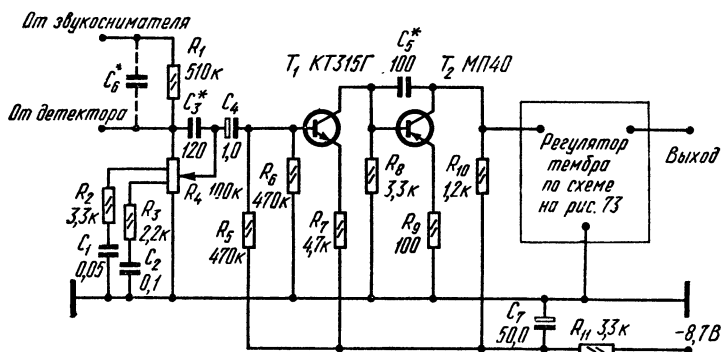 От звукоснимателя
R1
510к
C6*
От детектора
C3*
120
C4
1,0
T1 КТ315Г
C5*
100
T2 МП40
R2
3,3к
R3
2,2к
R4
100к
C1
0,05
C2
0,1
R5
470к
R6
470к
R7
4,7к
R8
3,3к
R9
100
R10
1,2к
Регулятор
тембра
по схеме
на рис. 73
Выход
C7
50,0
R11 3,3к
-8,7В